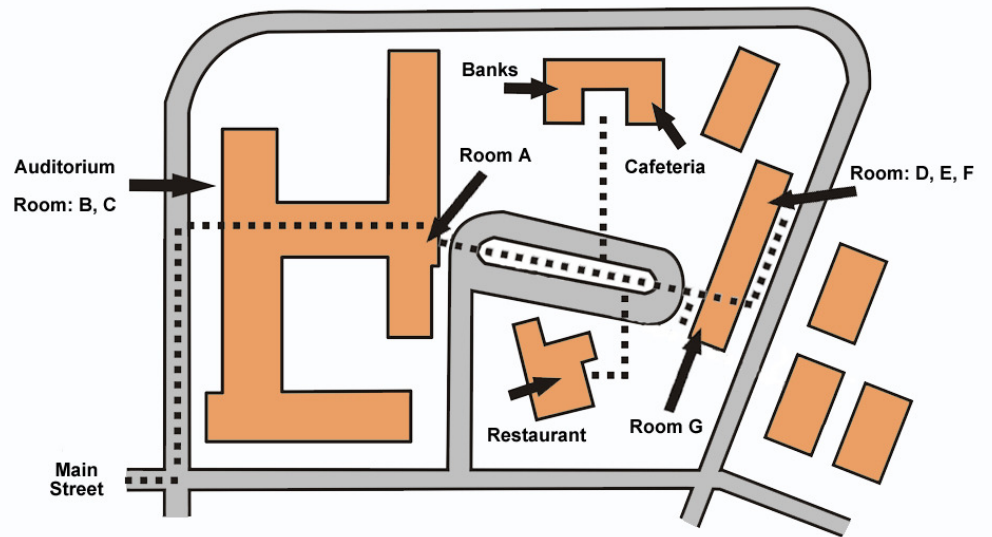 Banks
Cafeteria
Room A
Auditorium
Room: B, C
Room: D, E, F
Restaurant
Room G
Main
Street